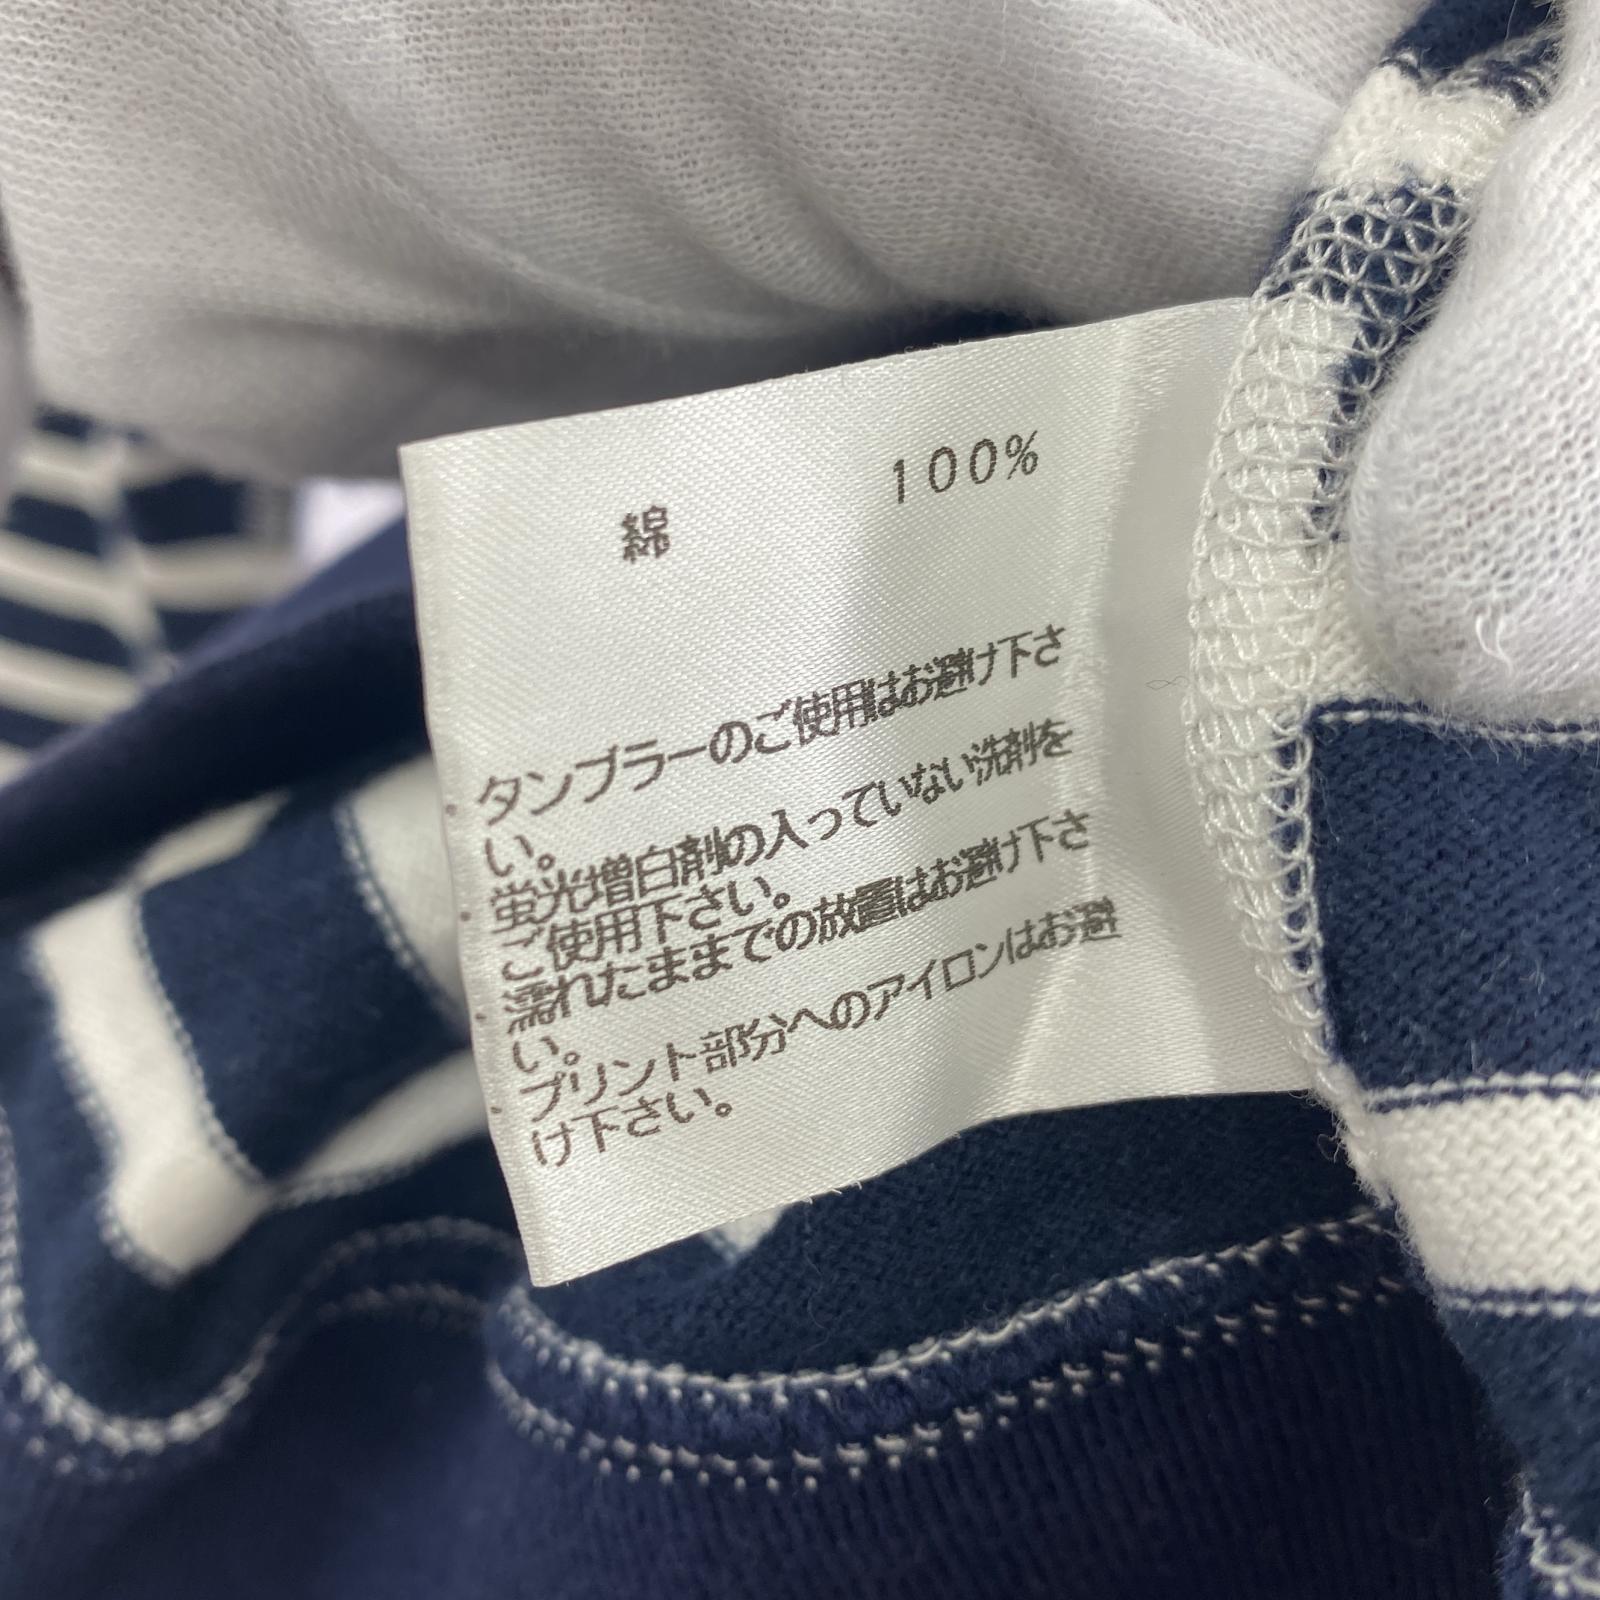 綿 100%
・タンブラーのご使用はお避け下さ
い。
・蛍光増白剤の入っていない洗剤を
ご使用下さい。
・濡れたままでの放置はお避け下さ
い。
・プリント部分へのアイロンはお避
け下さい。